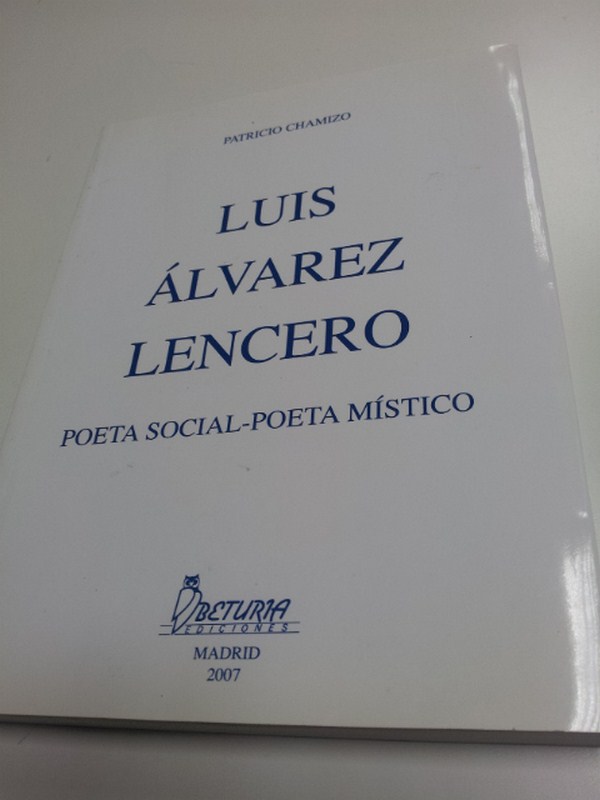 PATRICIO CHAMIZO
LUIS
ÁLVAREZ
LENCERO
POETA SOCIAL-POETA MÍSTICO
BETURIA
EDICIONES
MADRID
2007